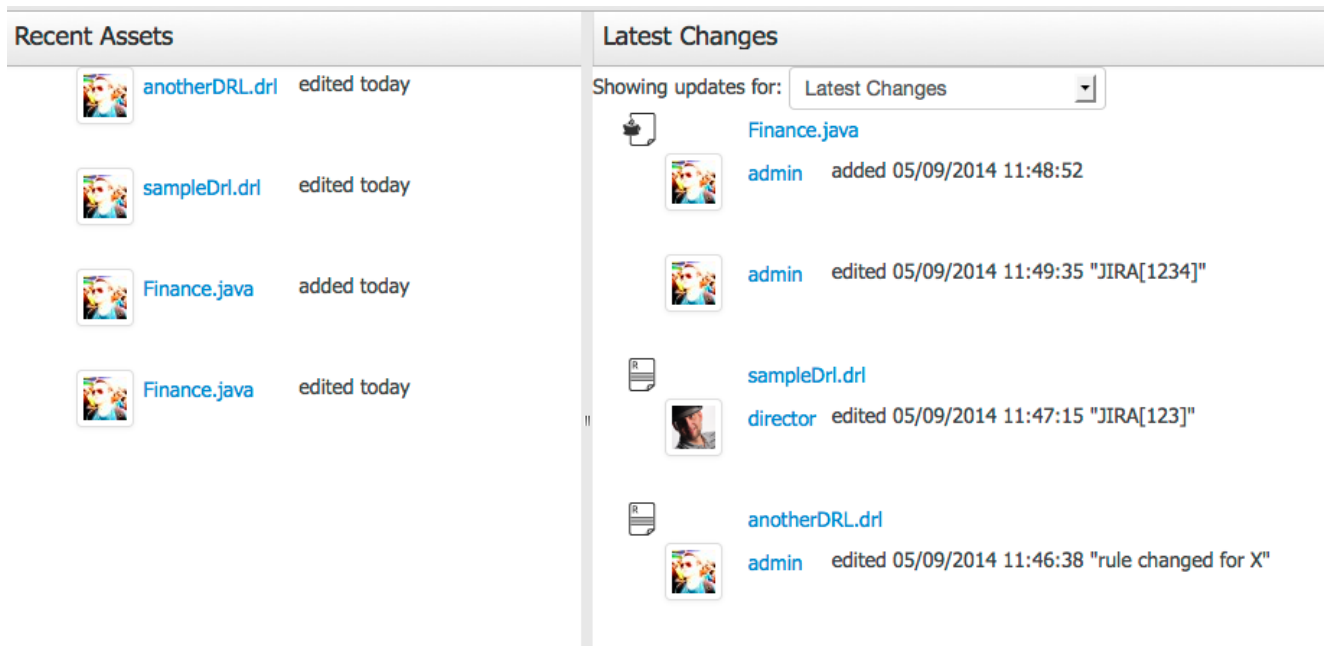 Recent Assets
anotherDRL.drl edited today
sampleDrl.drl edited today
Finance.java added today
Finance.java edited today
Latest Changes
Showing updates for: Latest Changes
Finance.java
admin added 05/09/2014 11:48:52
admin edited 05/09/2014 11:49:35 "JIRA[1234]"
R
sampleDrl.drl
director edited 05/09/2014 11:47:15 "JIRA[123]"
R
anotherDRL.drl
admin edited 05/09/2014 11:46:38 "rule changed for X"